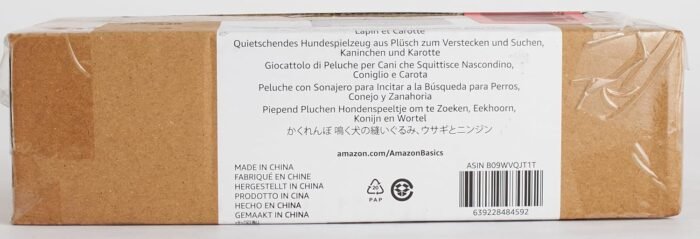 Lapin et Carotte
Quietschendes Hundespielzeug aus Plüsch zum Verstecken und Suchen,
Kaninchen und Karotte
Giocattolo di Peluche per Cani che Squittisce Nascondino,
Coniglio e Carota
Peluche con Sonajero para Incitar a la Búsqueda para Perros,
Conejo y Zanahoria
Piepend Pluchen Hondenspeeltje om te Zoeken, Eekhoorn,
Konijn en Wortel
かくれんぼ 鳴く犬の縫いぐるみ、ウサギとニンジン
amazon.com/AmazonBasics
MADE IN CHINA
FABRIQUÉ EN CHINE
HERGESTELLT IN CHINA
PRODOTTO IN CINA
HECHO EN CHINA
GEMAAKT IN CHINA
20
PAP
ASIN B09WVQJT1T
639228484592